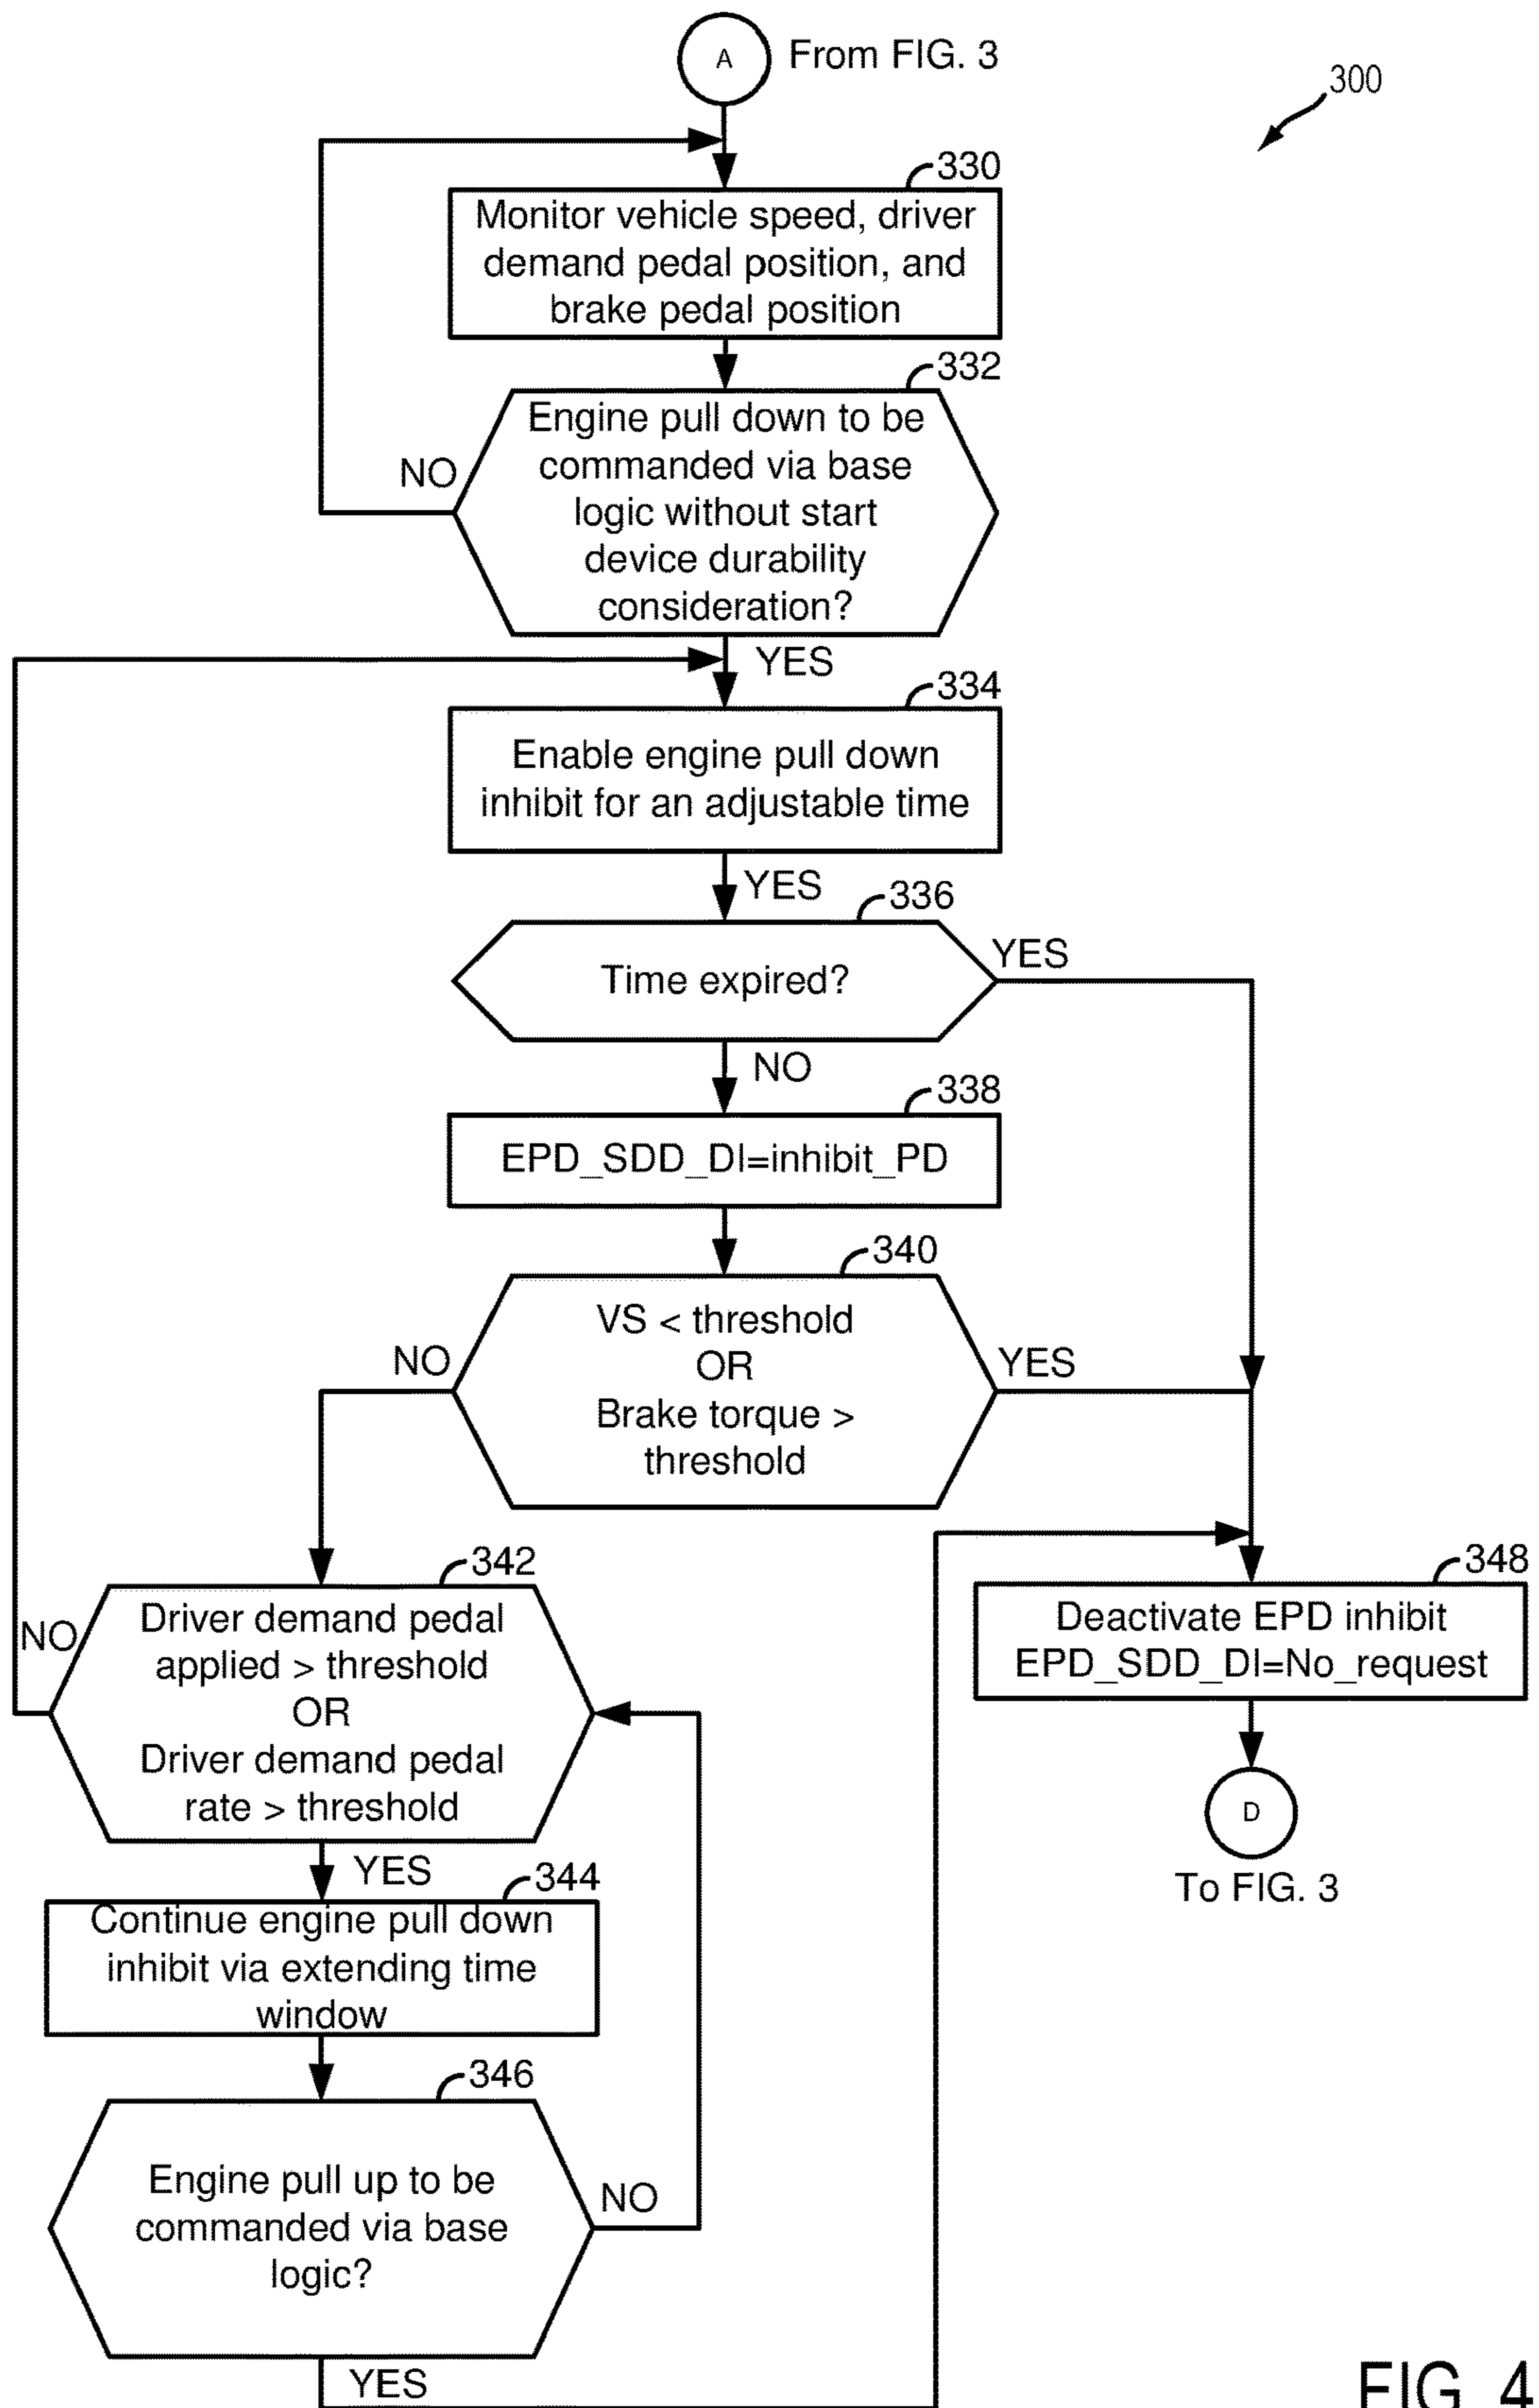 A From FIG. 3
300
330
Monitor vehicle speed, driver
demand pedal position, and
brake pedal position
332
Engine pull down to be
commanded via base
logic without start
device durability
consideration?
NO
YES
334
Enable engine pull down
inhibit for an adjustable time
YES
336
Time expired?
YES
NO
338
EPD_SDD_DI=inhibit_PD
340
VS < threshold
OR
Brake torque >
threshold
NO
YES
342
Driver demand pedal
applied > threshold
OR
Driver demand pedal
rate > threshold
NO
YES
344
Continue engine pull down
inhibit via extending time
window
346
Engine pull up to be
commanded via base
logic?
NO
YES
348
Deactivate EPD inhibit
EPD_SDD_DI=No_request
D
To FIG. 3
FIG. 4